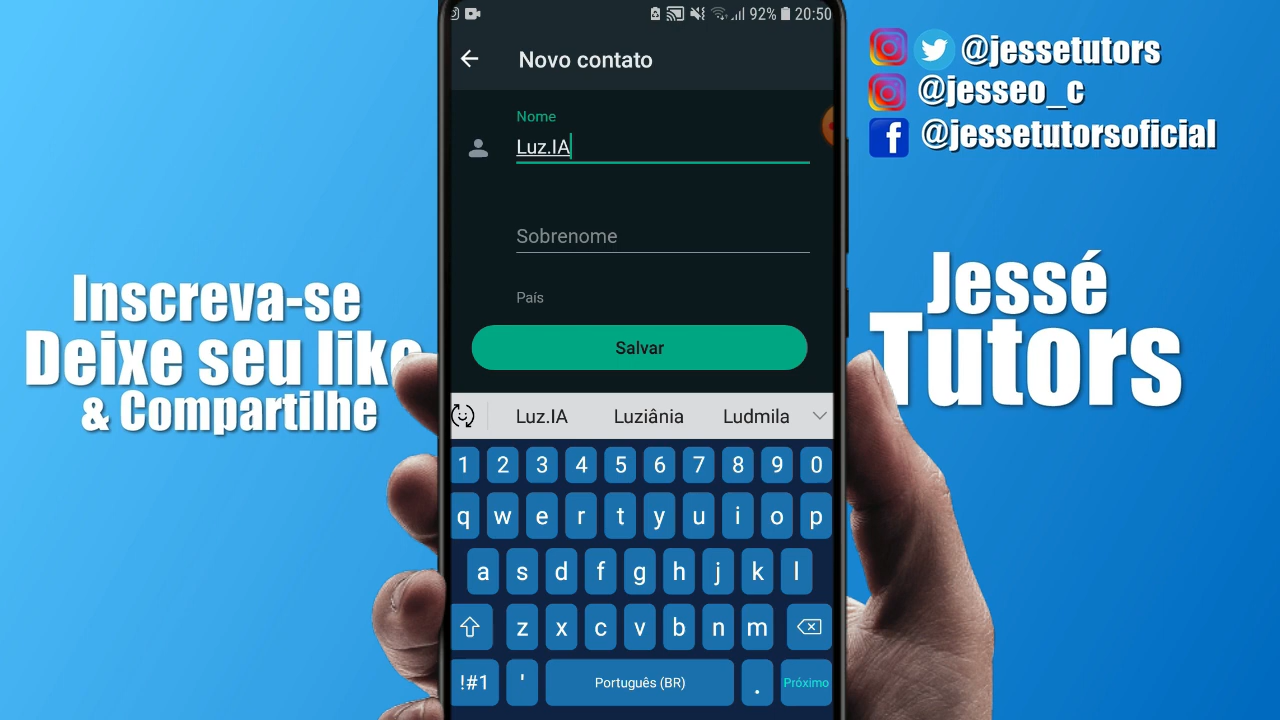 92% 20:50
Novo contato
Nome
Luz.IA
Sobrenome
País
Salvar
Luz.IA Luziânia Ludmila
1 2 3 4 5 6 7 8 9 0
q w e r t y u i o p
a s d f g h j k l
z x c v b n m
!#1 ' Português (BR) . Próximo
Inscreva-se
Deixe seu like
& Compartilhe
@jessetutors
@jesseo_c
@jessetutorsoficial
Jessé
Tutors